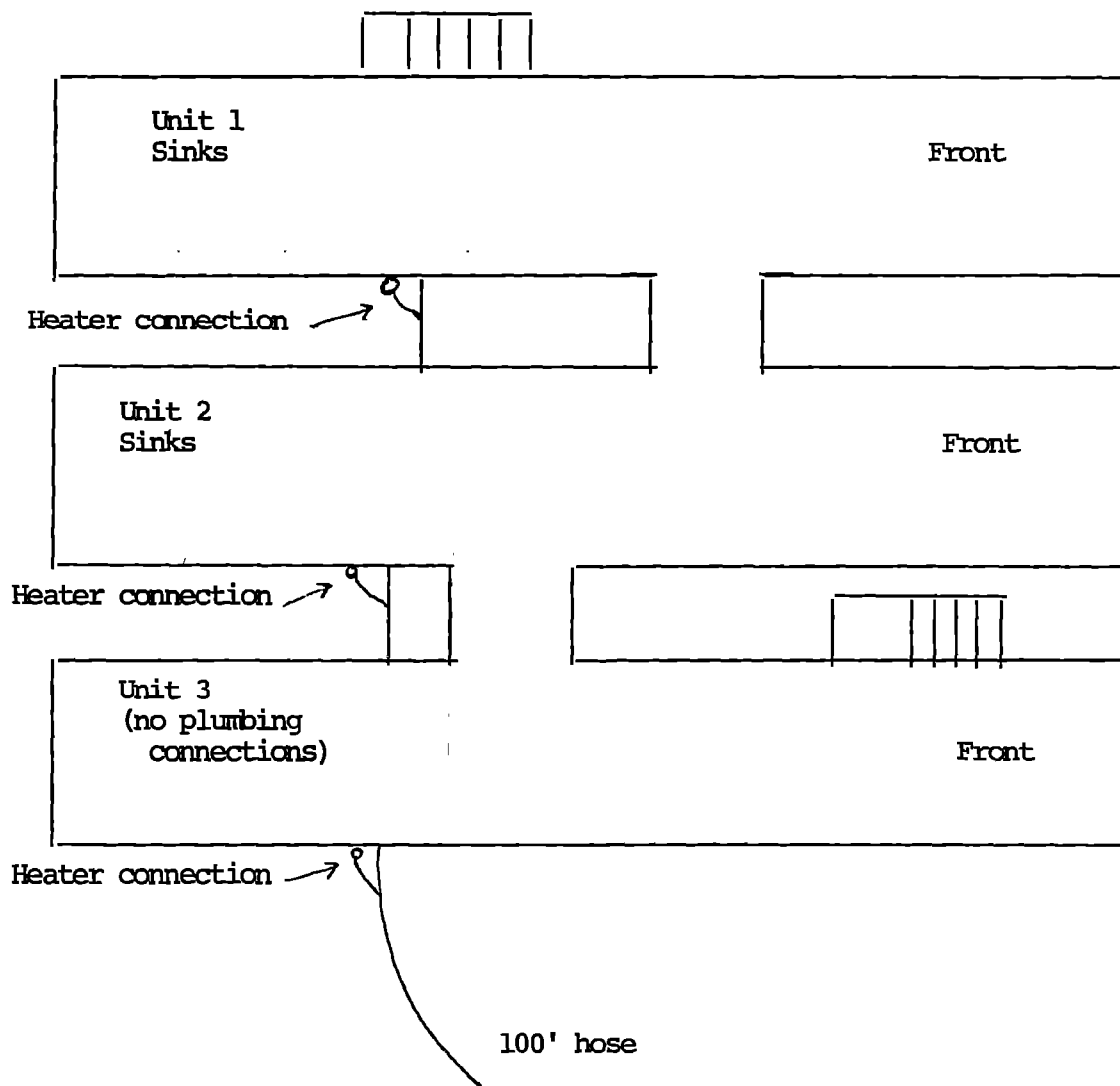 Unit 1
Sinks
Front
Heater connection
Unit 2
Sinks
Front
Heater connection
Unit 3
(no plumbing
connections)
Front
Heater connection
100' hose